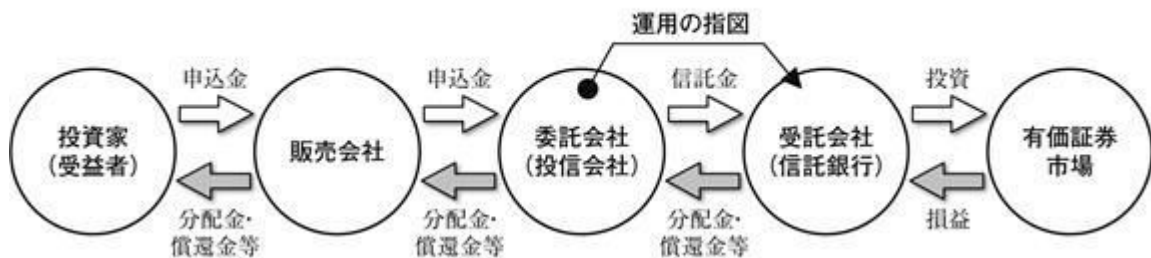 運用の指図
申込金
申込金
信託金
投資
投資家
(受益者)
販売会社
委託会社
(投信会社)
受託会社
(信託銀行)
有価証券
市場
分配金・
償還金等
分配金・
償還金等
分配金・
償還金等
損益